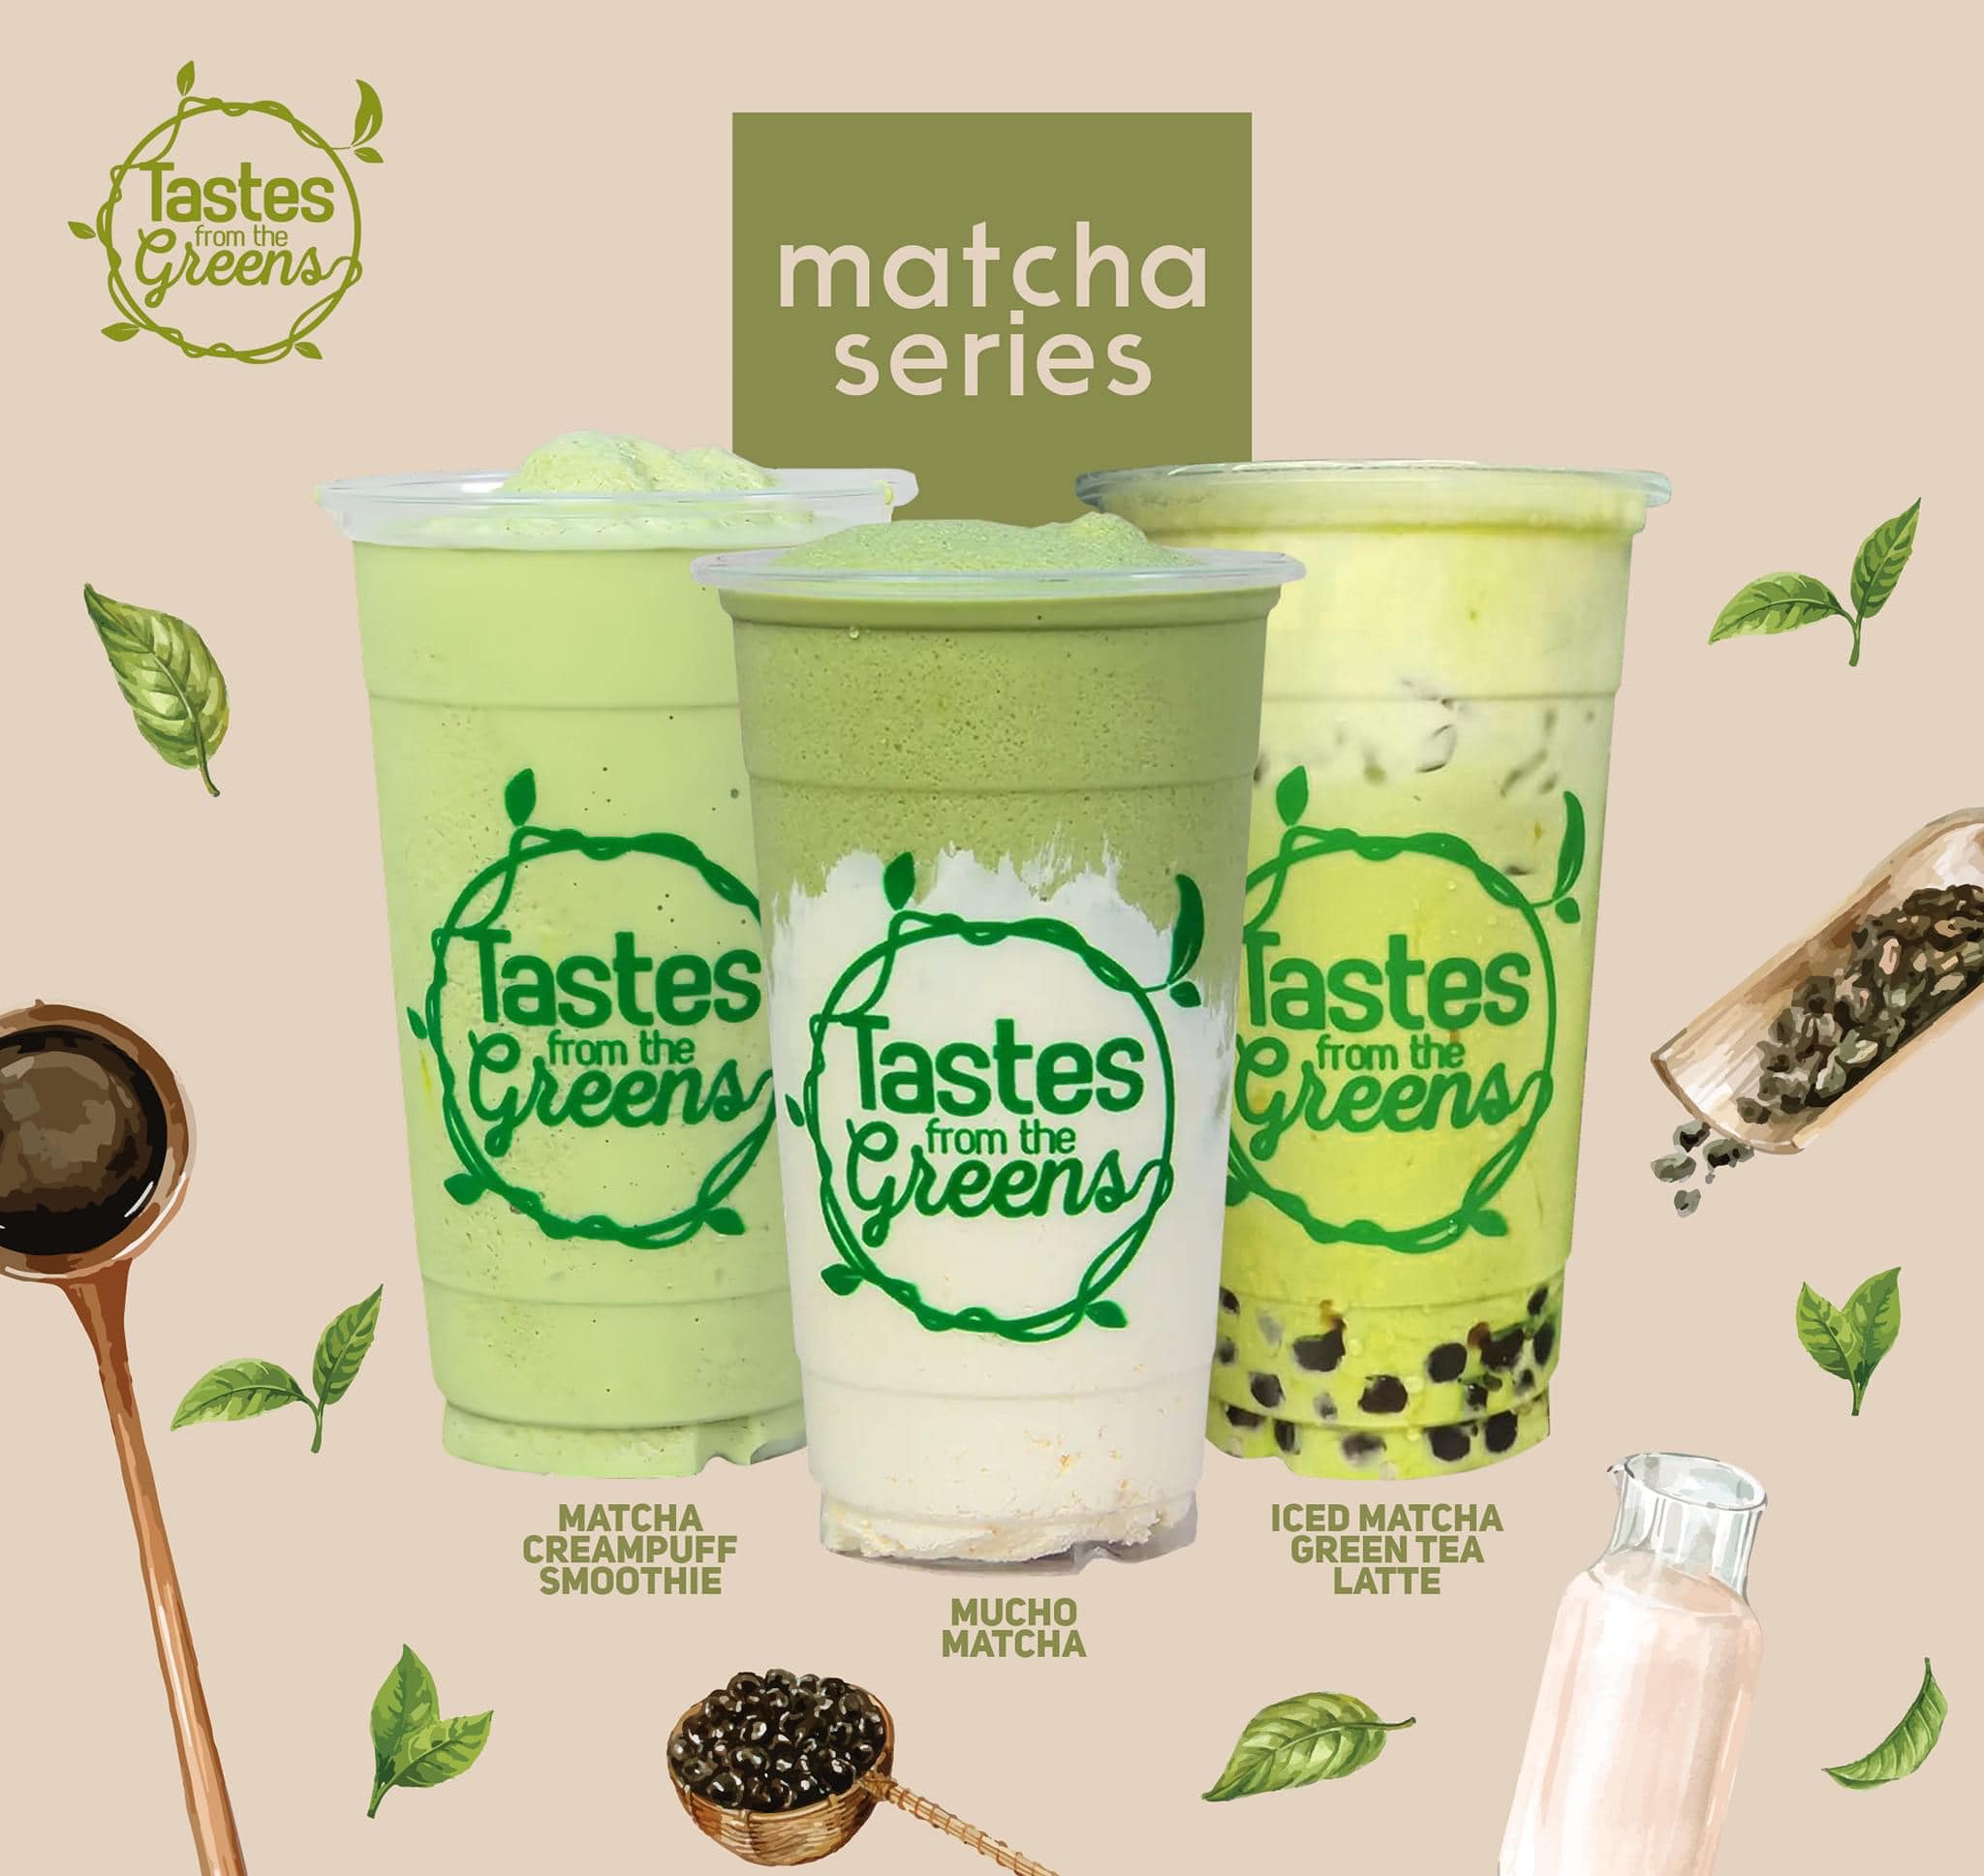 Tastes
from the
Greens
matcha
series
Tastes
from the
Greens
Tastes
from the
Greens
Tastes
from the
Greens
MATCHA
CREAMPUFF
SMOOTHIE
MUCHO
MATCHA
ICED MATCHA
GREEN TEA
LATTE